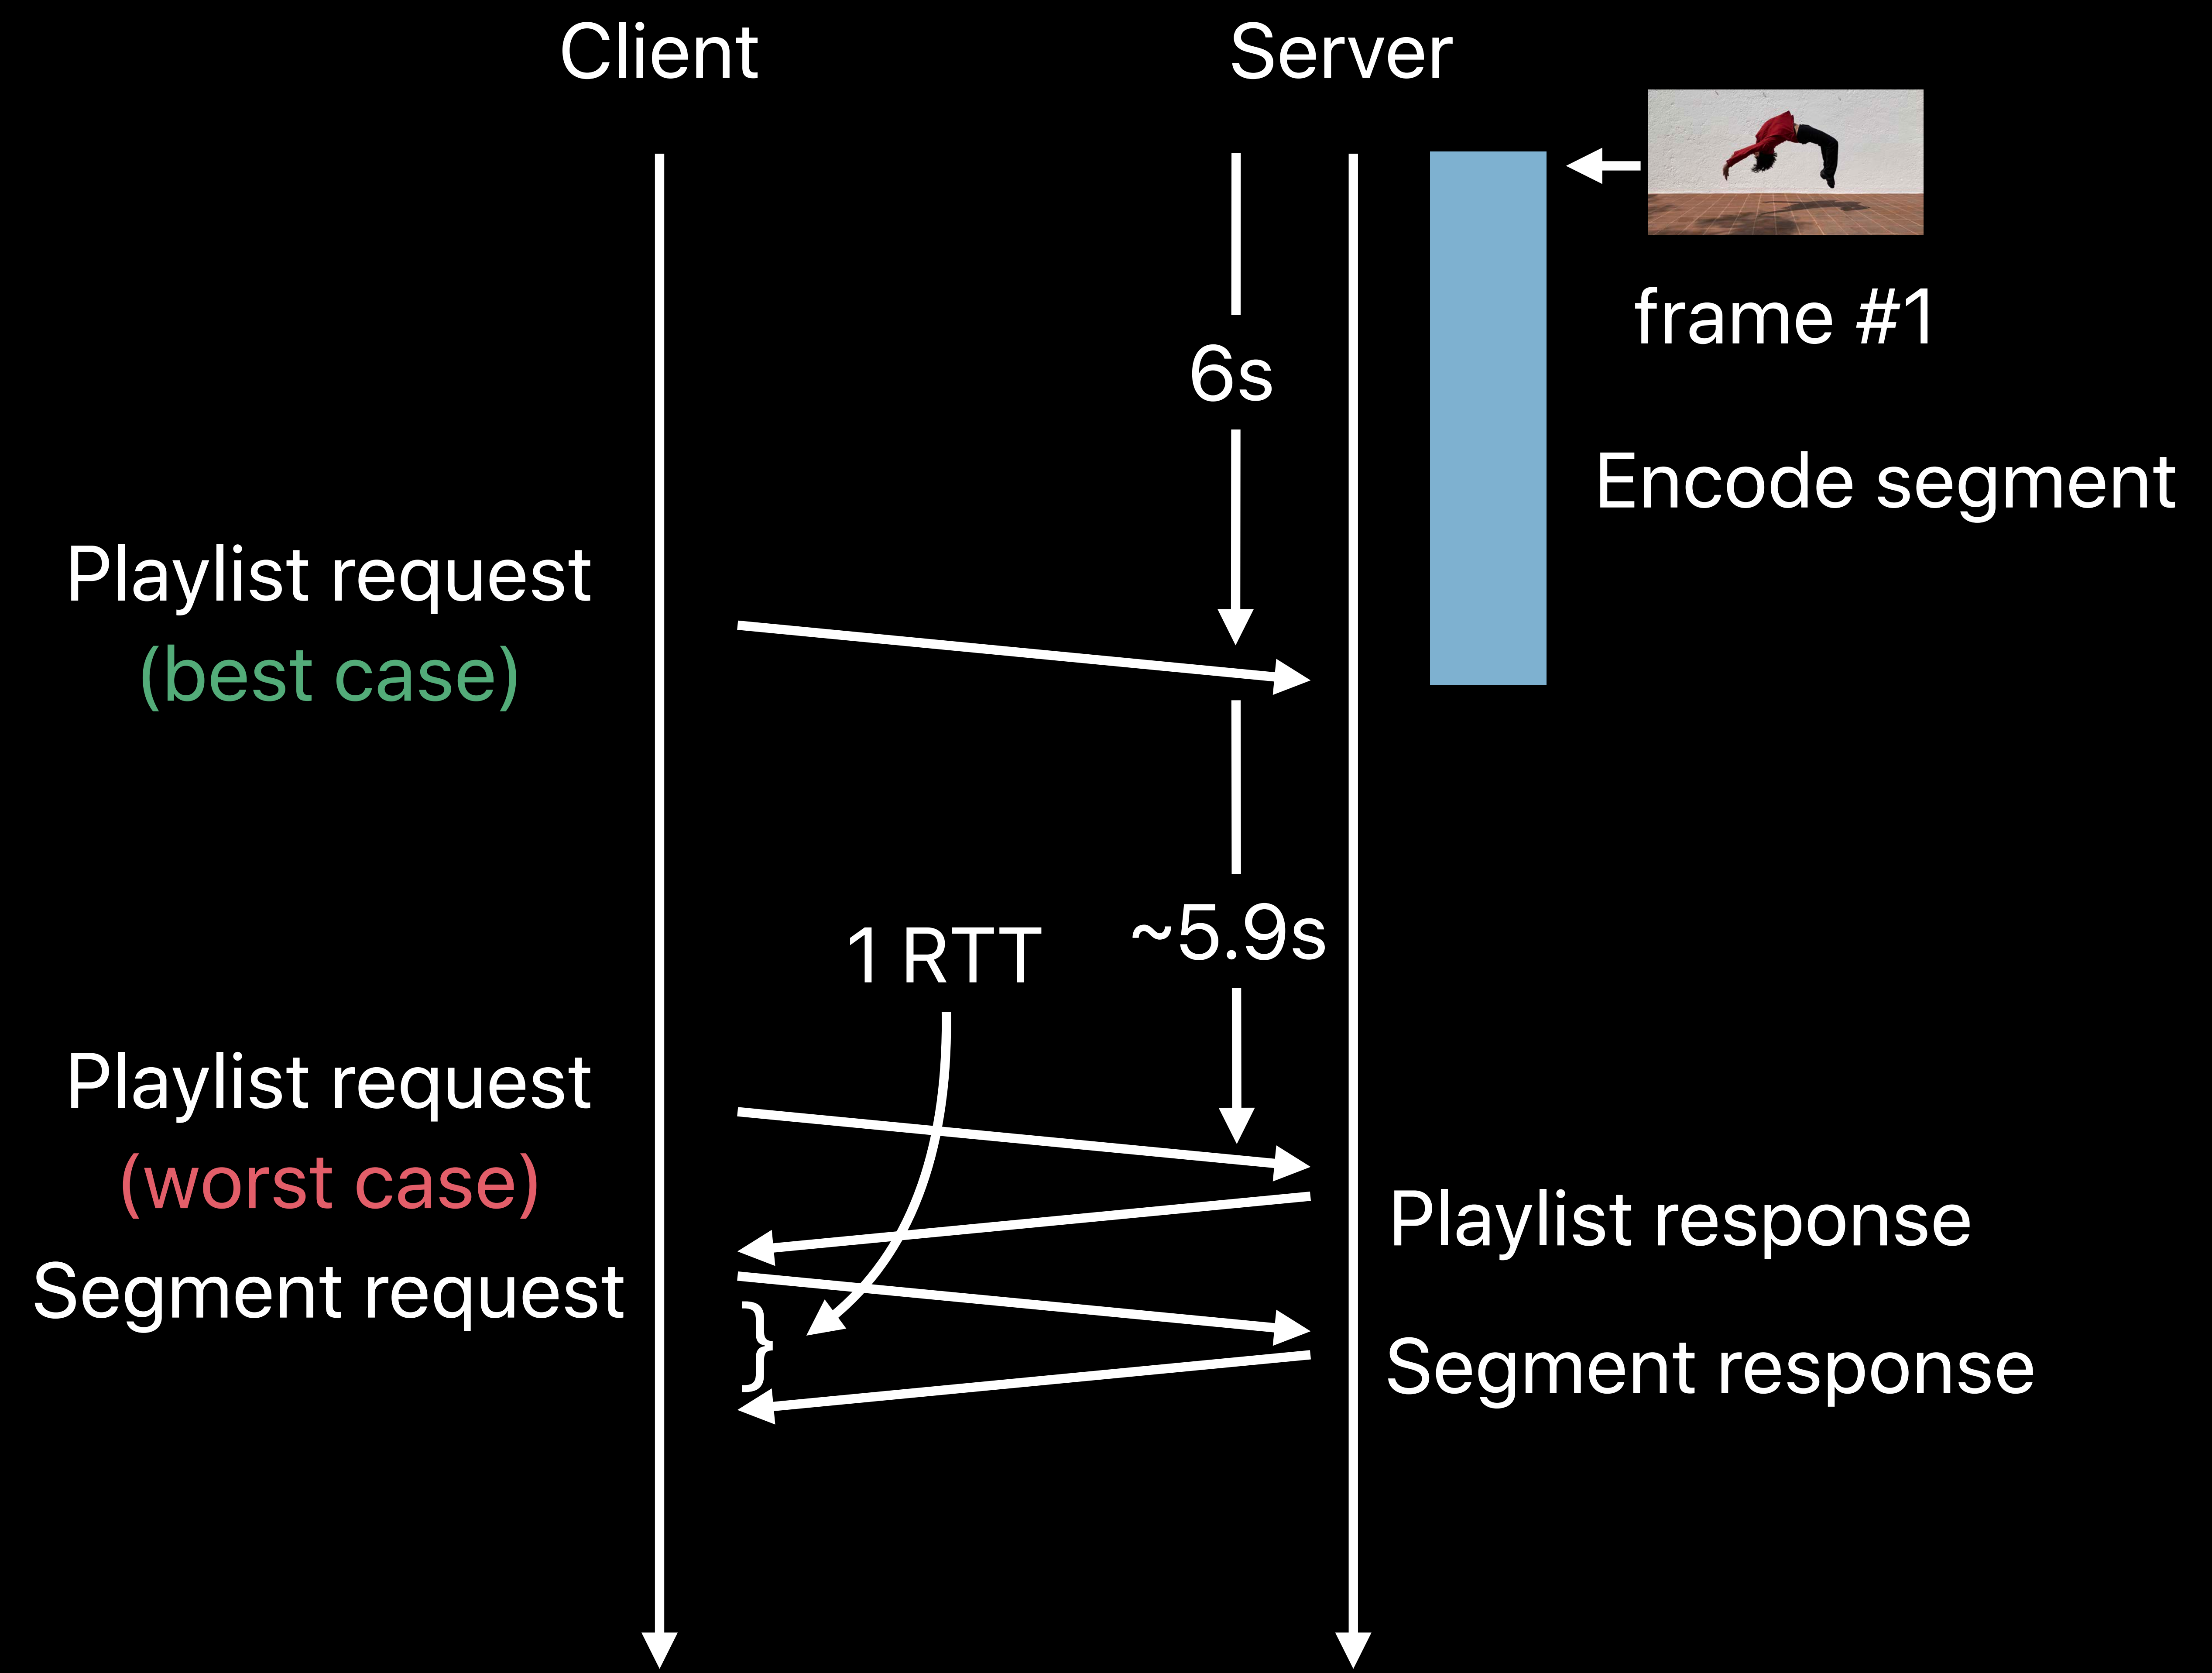 Client
Server
frame #1
6s
Encode segment
Playlist request
(best case)
1 RTT
~5.9s
Playlist request
(worst case)
Playlist response
Segment request
}
Segment response